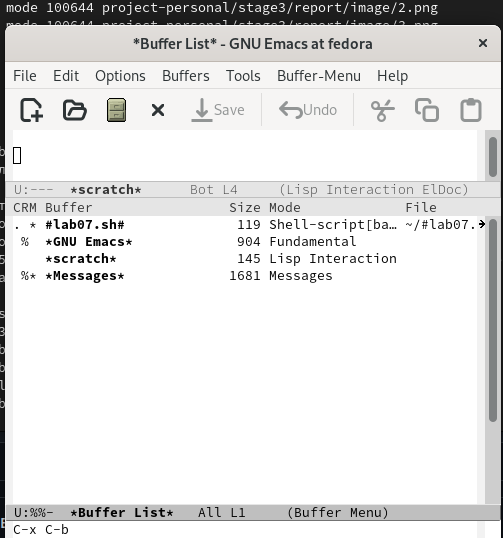 mode 100644 project-personal/stage3/report/image/2.png
mode 100644 project-personal/stage3/report/image/3.png
*Buffer List* - GNU Emacs at fedora ×
File Edit Options Buffers Tools Buffer-Menu Help
Save Undo
U:--- *scratch* Bot L4 (Lisp Interaction ElDoc)
CRM Buffer Size Mode File
. * #lab07.sh# 119 Shell-script[ba… ~/#lab07.
% *GNU Emacs* 904 Fundamental
*scratch* 145 Lisp Interaction
%* *Messages* 1681 Messages
U:%%- *Buffer List* All L1 (Buffer Menu)
C-x C-b